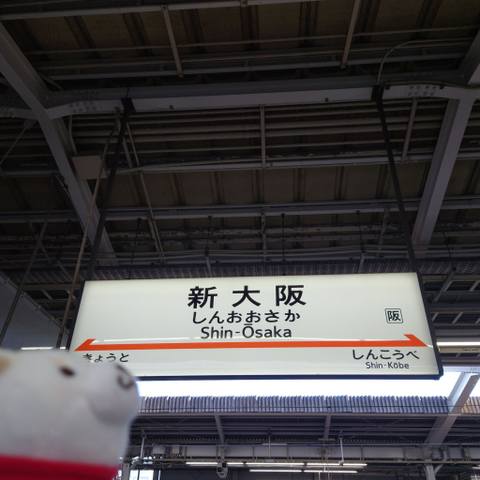 新大阪
しんおおさか
Shin-Ōsaka
阪
きょうと
しんこうべ
Shin-Kōbe